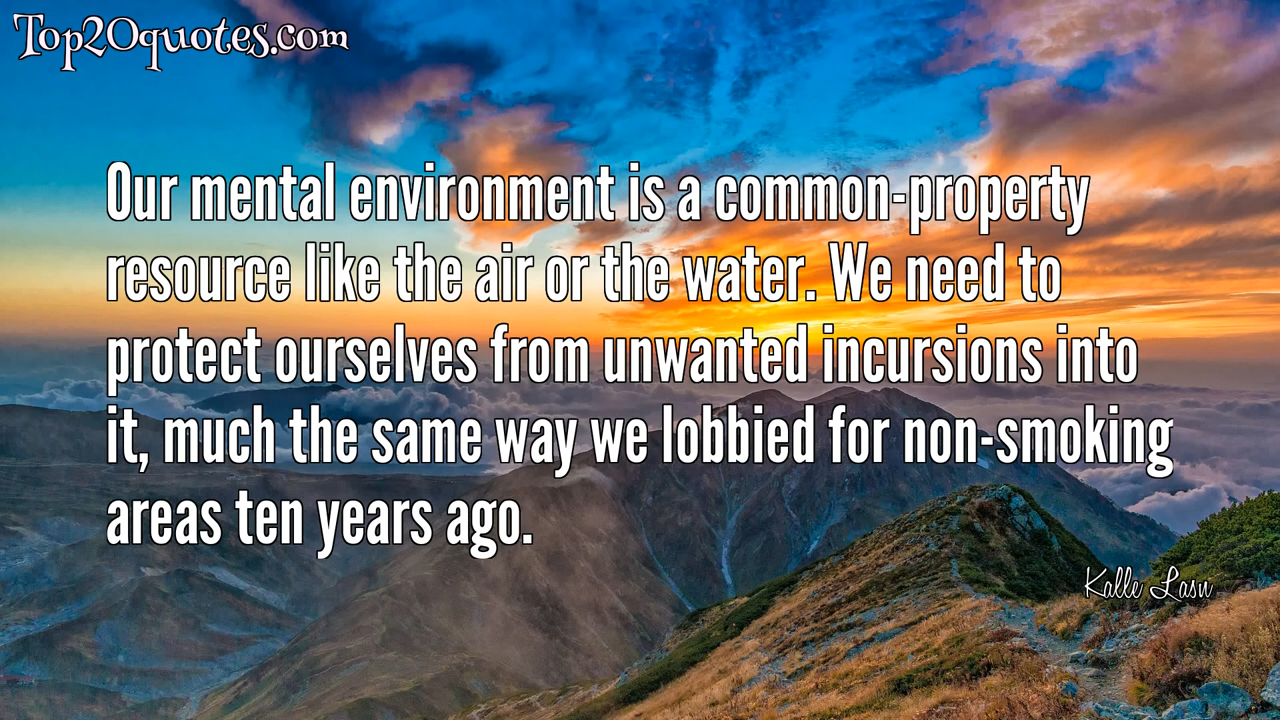 Top20quotes.com
Our mental environment is a common-property
resource like the air or the water. We need to
protect ourselves from unwanted incursions into
it, much the same way we lobbied for non-smoking
areas ten years ago.
Kalle Lasn